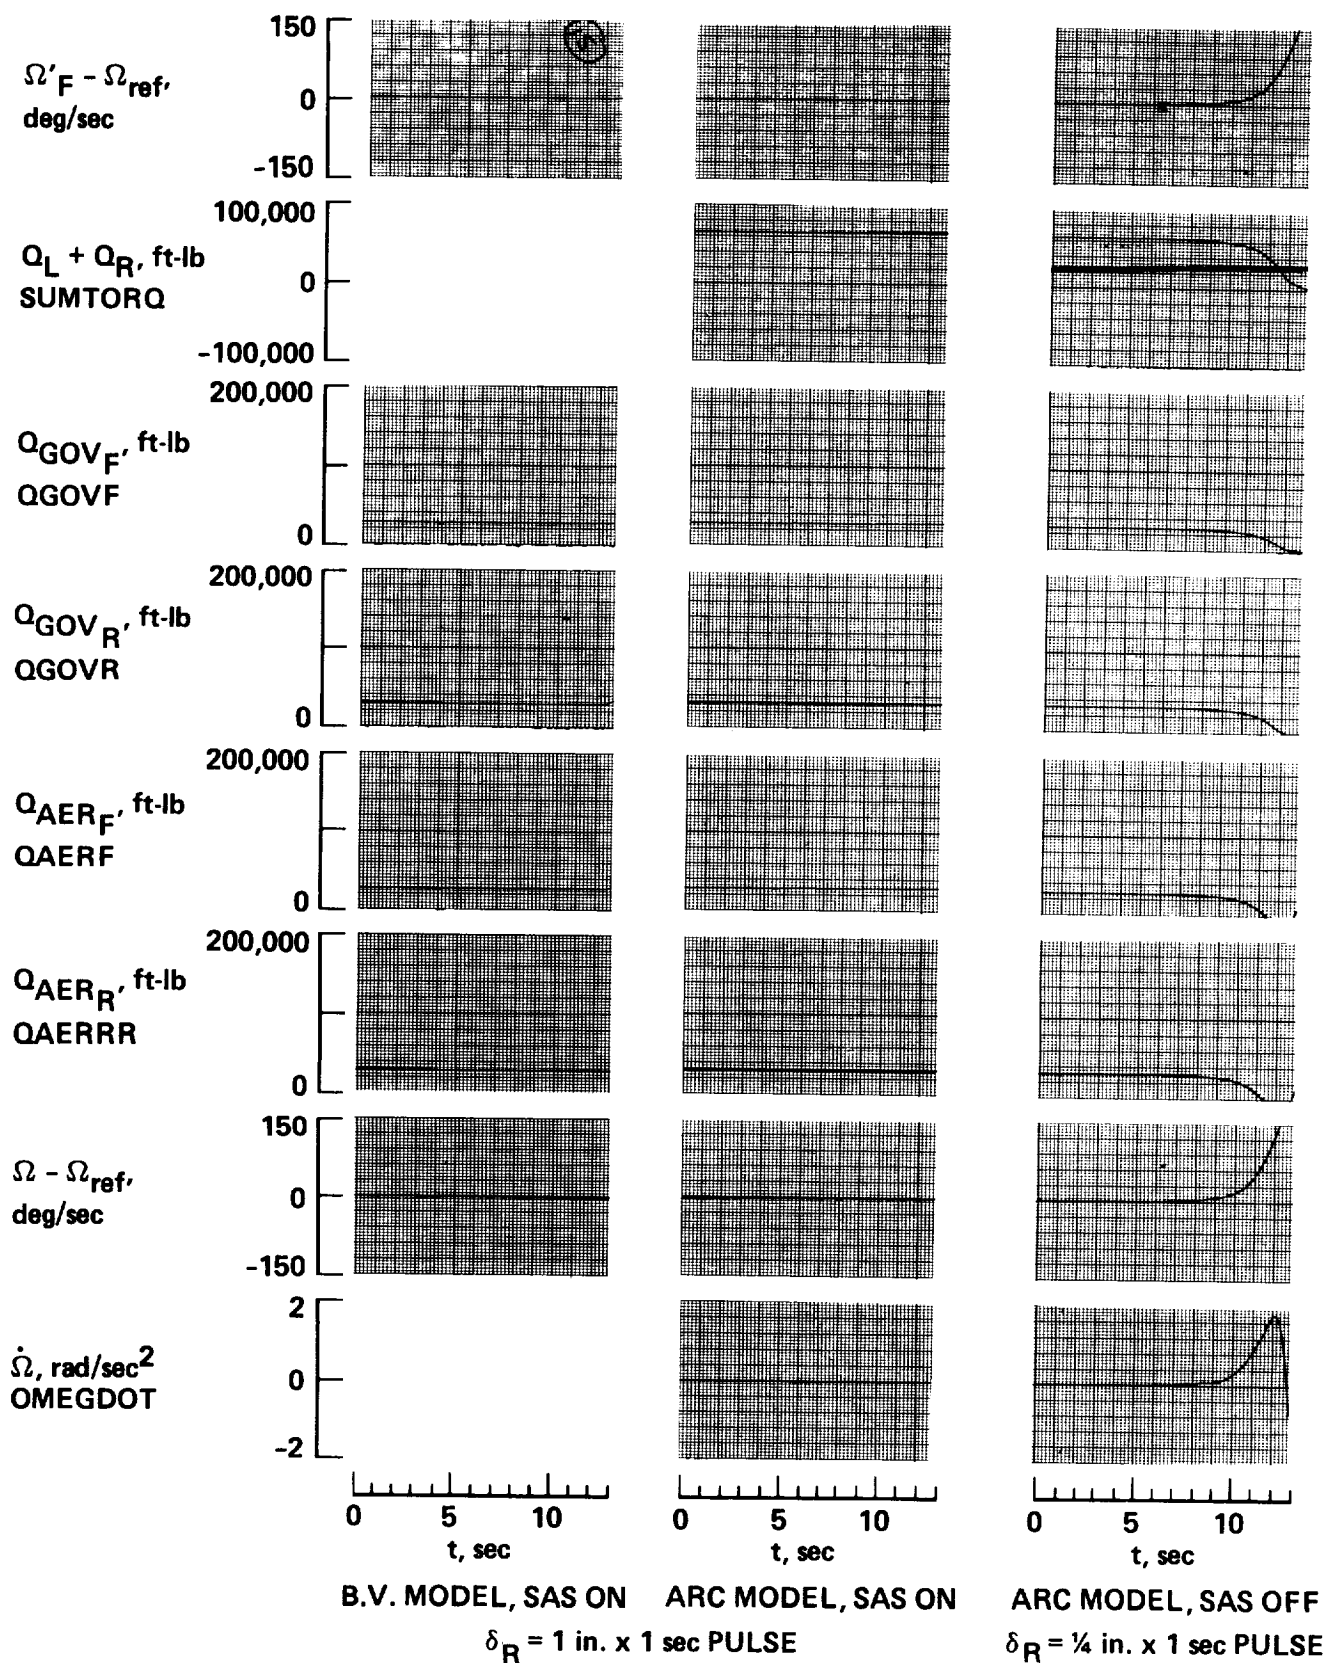 150
Ω'F - Ωref,
deg/sec
0
-150
100,000
QL + QR, ft-lb
SUMTORQ
0
-100,000
200,000
QGOVF, ft-lb
QGOVF
0
200,000
QGOVR, ft-lb
QGOVR
0
200,000
QAERF, ft-lb
QAERF
0
200,000
QAERR, ft-lb
QAERRR
0
150
Ω - Ωref,
deg/sec
0
-150
2
Ω̇, rad/sec2
OMEGDOT
0
-2
0 5 10 0 5 10 0 5 10
t, sec t, sec t, sec
B.V. MODEL, SAS ON ARC MODEL, SAS ON ARC MODEL, SAS OFF
δR = 1 in. x 1 sec PULSE δR = ¼ in. x 1 sec PULSE